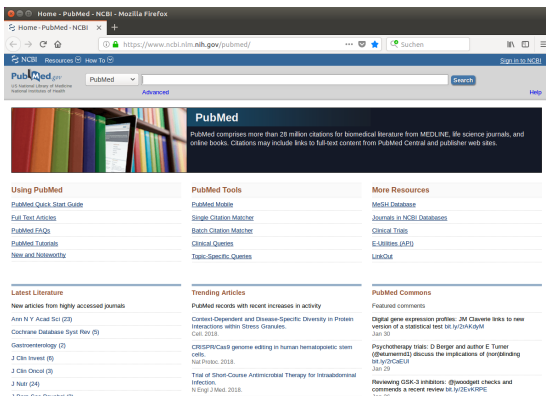 Home - PubMed - NCBI - Mozilla Firefox
Home - PubMed - NCBI
https://www.ncbi.nlm.nih.gov/pubmed/
Suchen
NCBI Resources How To
Sign in to NCBI
PubMed.gov
US National Library of Medicine
National Institutes of Health
PubMed
Search
Advanced
Help
PubMed
PubMed comprises more than 28 million citations for biomedical literature from MEDLINE, life science journals, and
online books. Citations may include links to full-text content from PubMed Central and publisher web sites.
Using PubMed
PubMed Quick Start Guide
Full Text Articles
PubMed FAQs
PubMed Tutorials
New and Noteworthy
PubMed Tools
PubMed Mobile
Single Citation Matcher
Batch Citation Matcher
Clinical Queries
Topic-Specific Queries
More Resources
MeSH Database
Journals in NCBI Databases
Clinical Trials
E-Utilities (API)
LinkOut
Latest Literature
New articles from highly accessed journals
Ann N Y Acad Sci (23)
Cochrane Database Syst Rev (5)
Gastroenterology (2)
J Clin Invest (6)
J Clin Oncol (3)
J Nutr (24)
Trending Articles
PubMed records with recent increases in activity
Context-Dependent and Disease-Specific Diversity in Protein
Interactions within Stress Granules.
Cell. 2018.
CRISPR/Cas9 genome editing in human hematopoietic stem
cells.
Nat Protoc. 2018.
Trial of Short-Course Antimicrobial Therapy for Intraabdominal
Infection.
N Engl J Med. 2018.
PubMed Commons
Featured comments
Digital gene expression profiles: JM Claverie links to new
version of a statistical test bit.ly/2rAKdyM
Jan 30
Psychotherapy trials: D Berger and author E Turner
(@eturnermd1) discuss the implications of (non)blinding
bit.ly/2rCaEUI
Jan 29
Reviewing GSK-3 inhibitors: @jwoodgett checks and
commends a recent review bit.ly/2EvKRPE